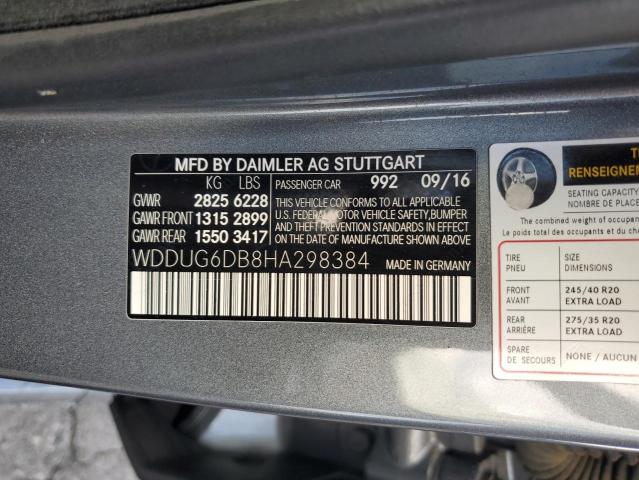 MFD BY DAIMLER AG STUTTGART
KG LBS PASSENGER CAR 992 09/16
GVWR 2825 6228 THIS VEHICLE CONFORMS TO ALL APPLICABLE
GAWR FRONT 1315 2899 U.S. FEDERAL MOTOR VEHICLE SAFETY, BUMPER
GAWR REAR 1550 3417 AND THEFT PREVENTION STANDARDS IN EFFECT
ON THE DATE OF MANUFACTURE SHOWN ABOVE.
WDDUG6DB8HA298384 MADE IN GERMANY
RENSEIGNEMEN
SEATING CAPACITY
NOMBRE DE PLACE
The combined weight of occupants
Le poids total des occupants
TIRE SIZE
PNEU DIMENSIONS
FRONT 245/40 R20
AVANT EXTRA LOAD
REAR 275/35 R20
ARRIÈRE EXTRA LOAD
SPARE
DE SECOURS NONE / AUCUN